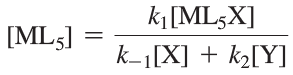 [ML₅] = k₁[ML₅X] / k₋₁[X] + k₂[Y]